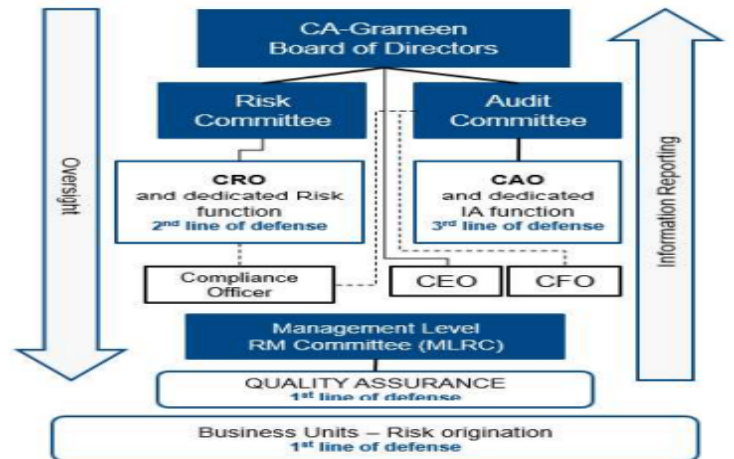 CA-Grameen
Board of Directors
Risk
Committee
Audit
Committee
CRO
and dedicated Risk
function
2nd line of defense
CAO
and dedicated
IA function
3rd line of defense
Compliance
Officer
CEO
CFO
Management Level
RM Committee (MLRC)
QUALITY ASSURANCE
1st line of defense
Business Units – Risk origination
1st line of defense
Oversight
Information Reporting